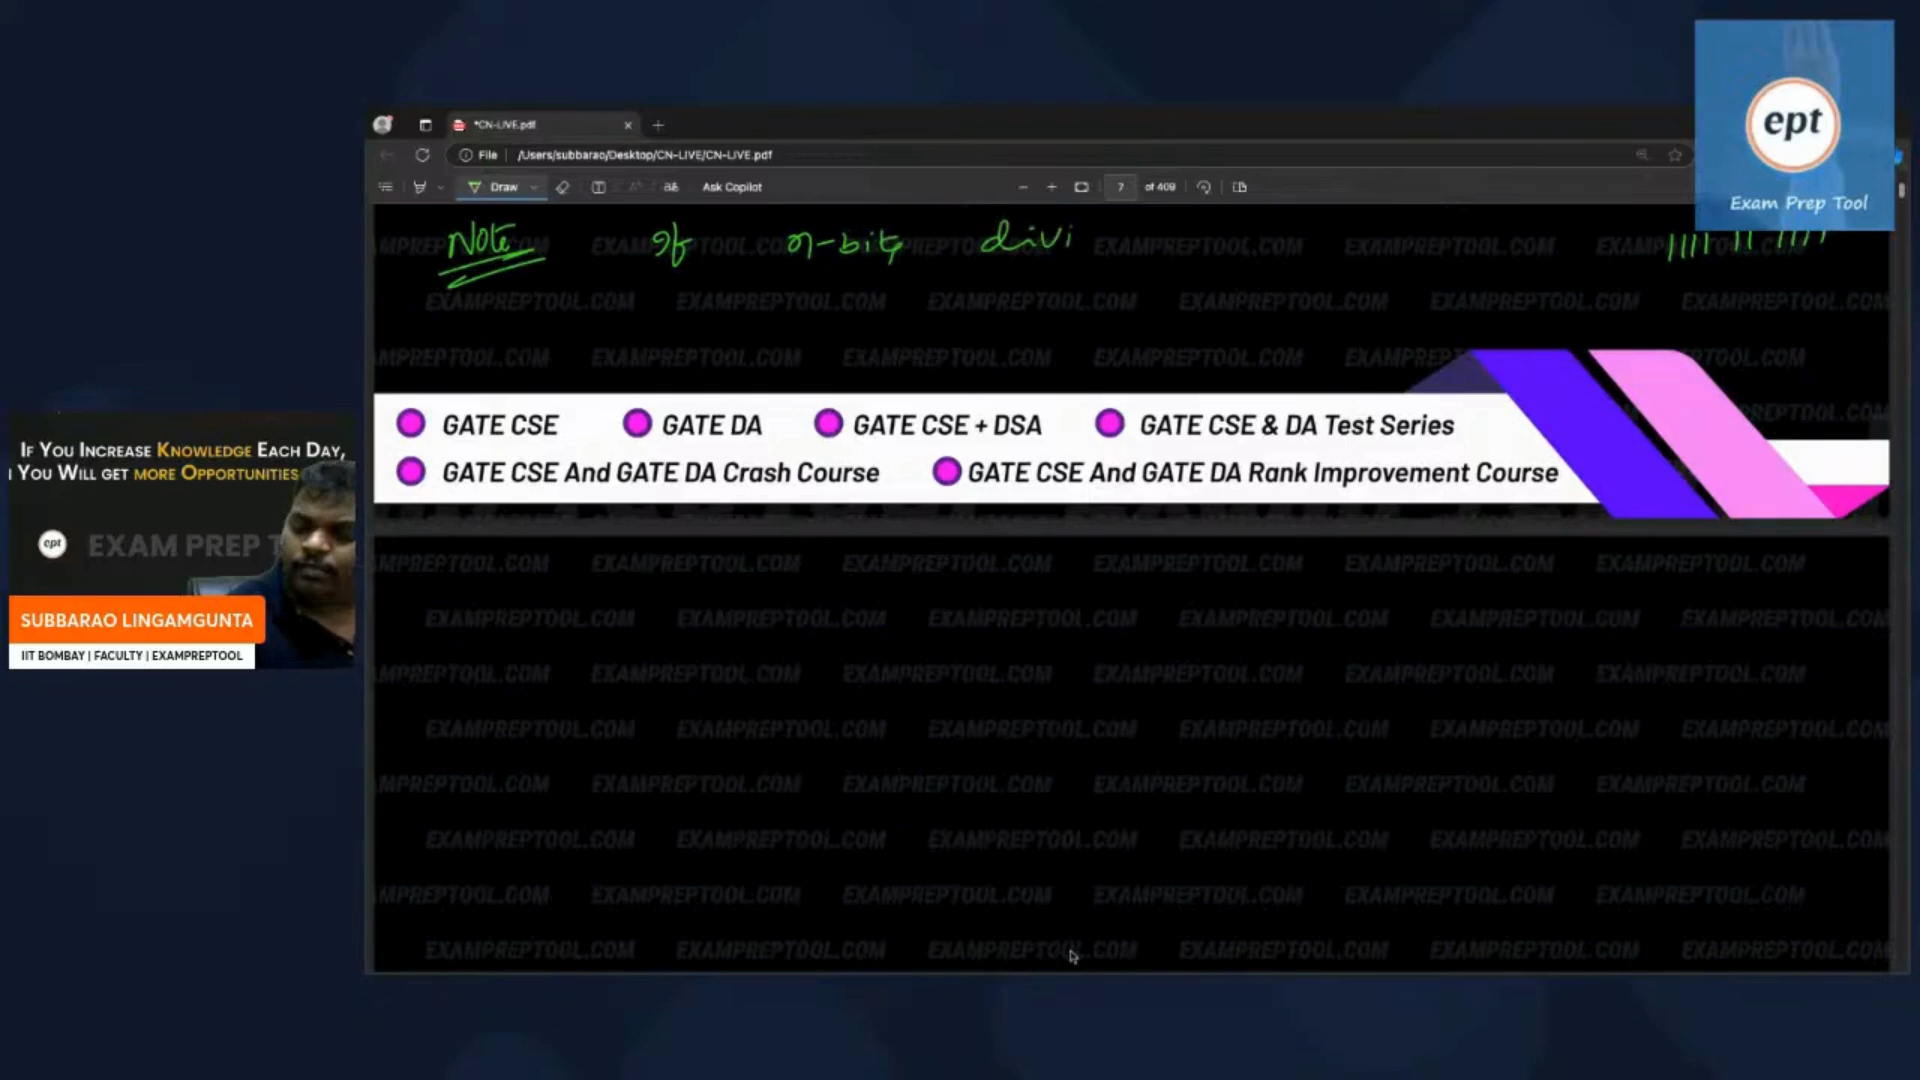 ept
Exam Prep Tool
*CN-LIVE.pdf
File /Users/subbarao/Desktop/CN-LIVE/CN-LIVE.pdf
Draw Ask Copilot 7 of 409
Note If n-bit divi
GATE CSE GATE DA GATE CSE + DSA GATE CSE & DA Test Series
GATE CSE And GATE DA Crash Course GATE CSE And GATE DA Rank Improvement Course
IF YOU INCREASE KNOWLEDGE EACH DAY,
YOU WILL GET MORE OPPORTUNITIES
ept EXAM PREP T
SUBBARAO LINGAMGUNTA
IIT BOMBAY | FACULTY | EXAMPREPTOOL
EXAMPREPTOOL.COM